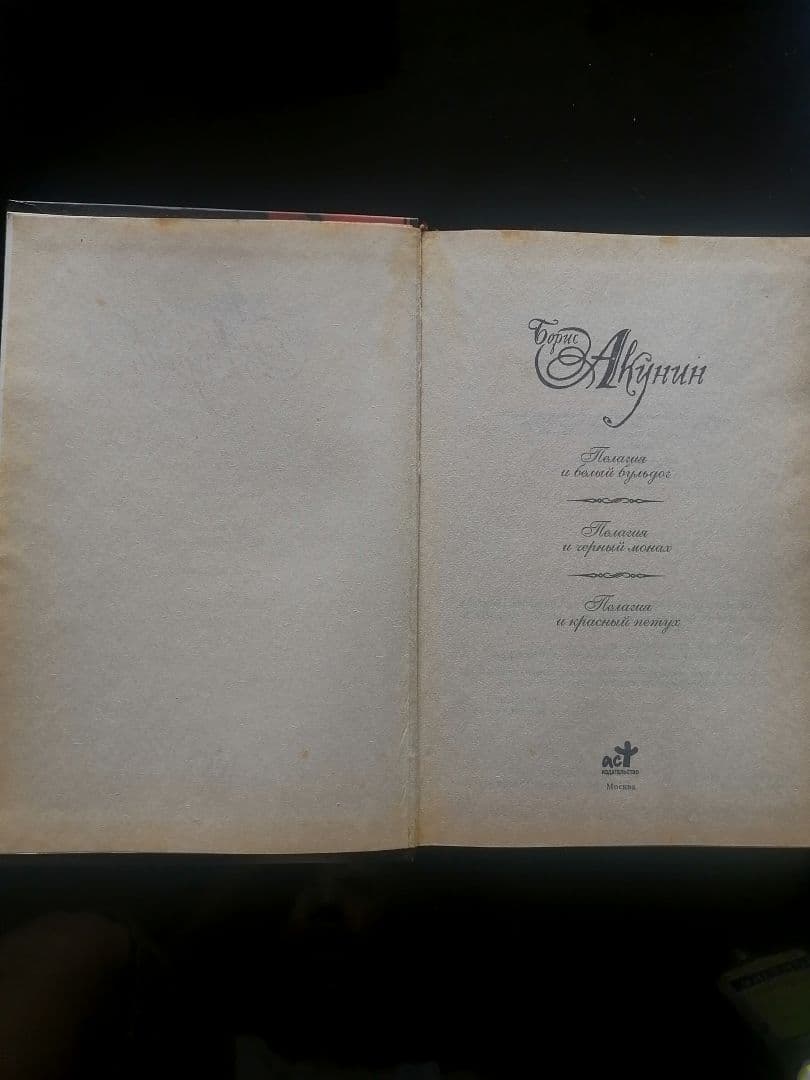 Борис
Акунин
Пелагия
и белый бульдог
Пелагия
и черный монах
Пелагия
и красный петух
аст
издательство
Москва